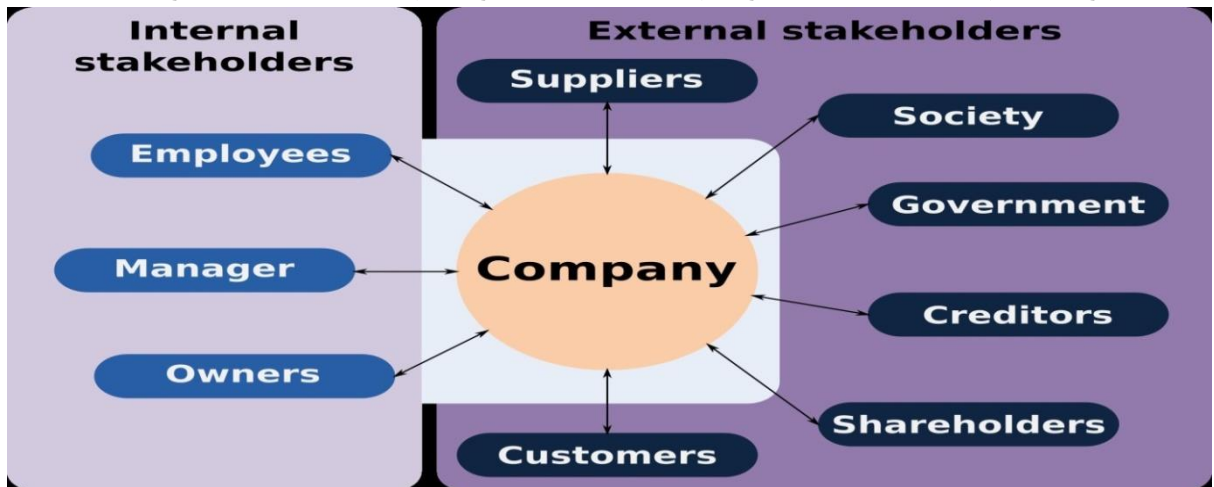 Internal
stakeholders
Employees
Manager
Owners
Company
External stakeholders
Suppliers
Society
Government
Creditors
Shareholders
Customers